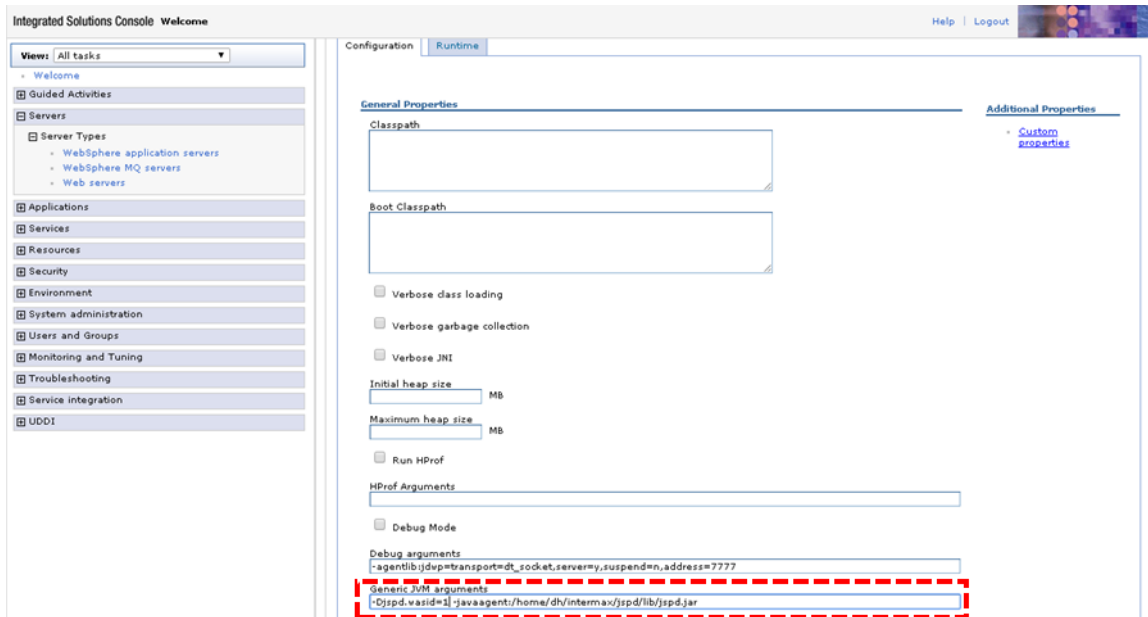 Integrated Solutions Console Welcome
Help | Logout
View: All tasks
Welcome
Guided Activities
Servers
Server Types
WebSphere application servers
WebSphere MQ servers
Web servers
Applications
Services
Resources
Security
Environment
System administration
Users and Groups
Monitoring and Tuning
Troubleshooting
Service integration
UDDI
Configuration
Runtime
General Properties
Classpath
Boot Classpath
Verbose class loading
Verbose garbage collection
Verbose JNI
Initial heap size
MB
Maximum heap size
MB
Run HProf
HProf Arguments
Debug Mode
Debug arguments
-agentlib:jdwp=transport=dt_socket,server=y,suspend=n,address=7777
Generic JVM arguments
-Djspd.wasid=1 -javaagent:/home/dh/intermax/jspd/lib/jspd.jar
Additional Properties
Custom
properties